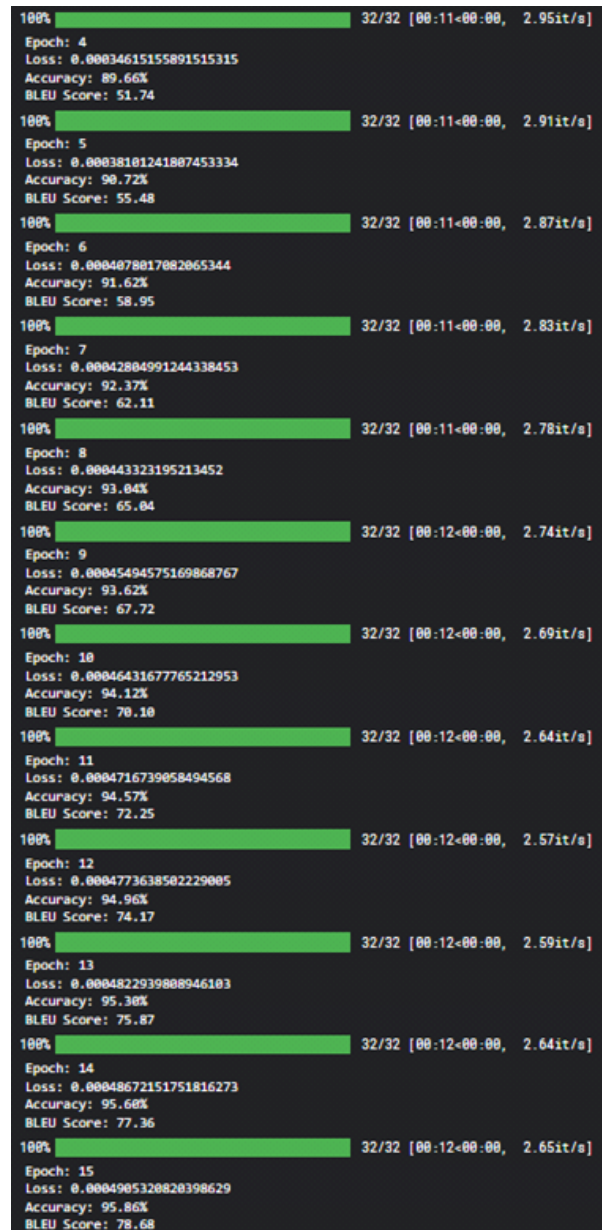 100% 32/32 [00:11<00:00, 2.95it/s]
Epoch: 4
Loss: 0.00034615155891515315
Accuracy: 89.66%
BLEU Score: 51.74
100% 32/32 [00:11<00:00, 2.91it/s]
Epoch: 5
Loss: 0.00038101241807453334
Accuracy: 90.72%
BLEU Score: 55.48
100% 32/32 [00:11<00:00, 2.87it/s]
Epoch: 6
Loss: 0.0004078017082065344
Accuracy: 91.62%
BLEU Score: 58.95
100% 32/32 [00:11<00:00, 2.83it/s]
Epoch: 7
Loss: 0.00042804991244338453
Accuracy: 92.37%
BLEU Score: 62.11
100% 32/32 [00:11<00:00, 2.78it/s]
Epoch: 8
Loss: 0.000443323195213452
Accuracy: 93.04%
BLEU Score: 65.04
100% 32/32 [00:12<00:00, 2.74it/s]
Epoch: 9
Loss: 0.00045494575169868767
Accuracy: 93.62%
BLEU Score: 67.72
100% 32/32 [00:12<00:00, 2.69it/s]
Epoch: 10
Loss: 0.00046431677765212953
Accuracy: 94.12%
BLEU Score: 70.10
100% 32/32 [00:12<00:00, 2.64it/s]
Epoch: 11
Loss: 0.0004716739058494568
Accuracy: 94.57%
BLEU Score: 72.25
100% 32/32 [00:12<00:00, 2.57it/s]
Epoch: 12
Loss: 0.0004773638502229005
Accuracy: 94.96%
BLEU Score: 74.17
100% 32/32 [00:12<00:00, 2.59it/s]
Epoch: 13
Loss: 0.0004822939808946103
Accuracy: 95.30%
BLEU Score: 75.87
100% 32/32 [00:12<00:00, 2.64it/s]
Epoch: 14
Loss: 0.00048672151751816273
Accuracy: 95.60%
BLEU Score: 77.36
100% 32/32 [00:12<00:00, 2.65it/s]
Epoch: 15
Loss: 0.0004905320820398629
Accuracy: 95.86%
BLEU Score: 78.68